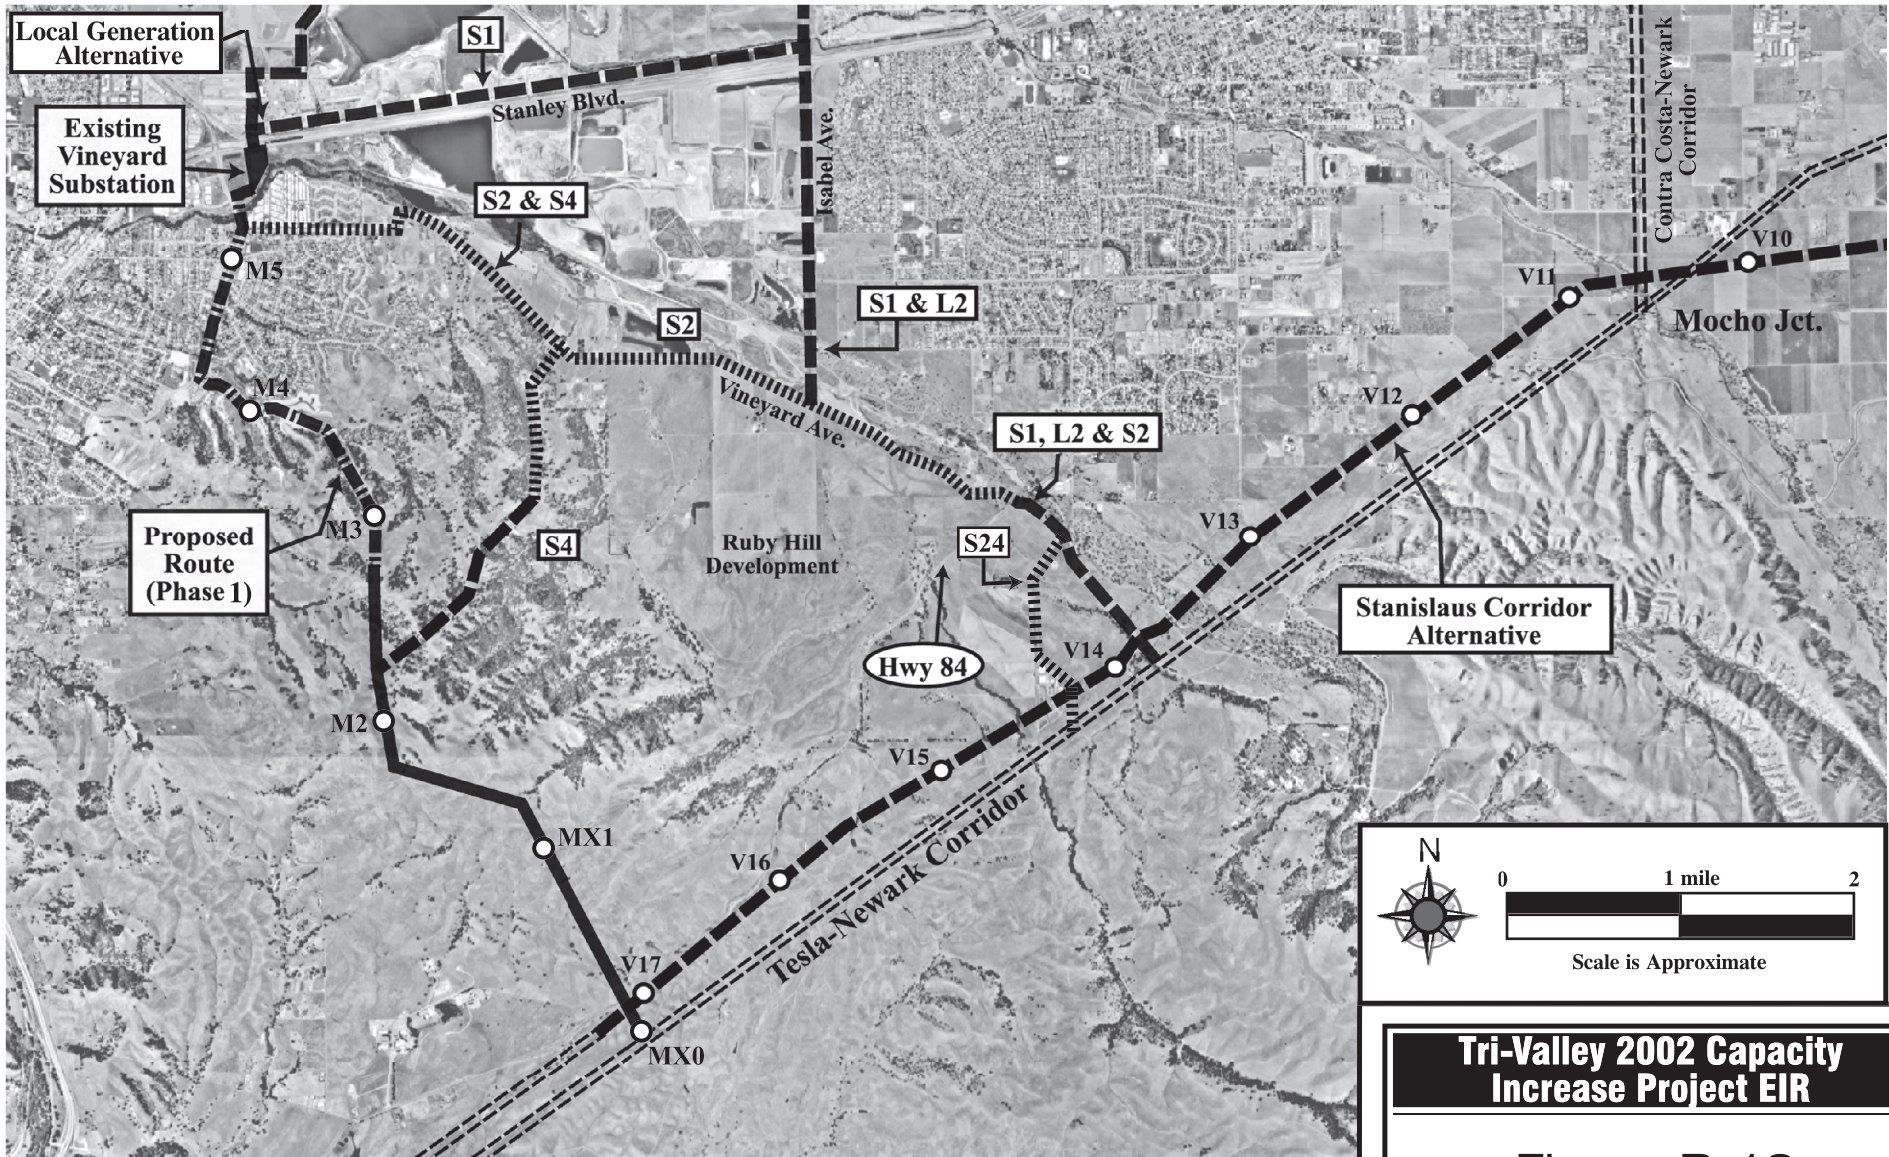 Local Generation
Alternative
S1
Stanley Blvd.
Existing
Vineyard
Substation
Isabel Ave.
Contra Costa-Newark
Corridor
S2 & S4
M5
V10
V11
S1 & L2
S2
Mocho Jct.
M4
Vineyard Ave.
V12
S1, L2 & S2
M3
V13
Proposed
Route
(Phase 1)
S4
Ruby Hill
Development
S24
Stanislaus Corridor
Alternative
Hwy 84
V14
M2
V15
MX1
V16
Tesla-Newark Corridor
V17
MX0
N
0 1 mile 2
Scale is Approximate
Tri-Valley 2002 Capacity
Increase Project EIR